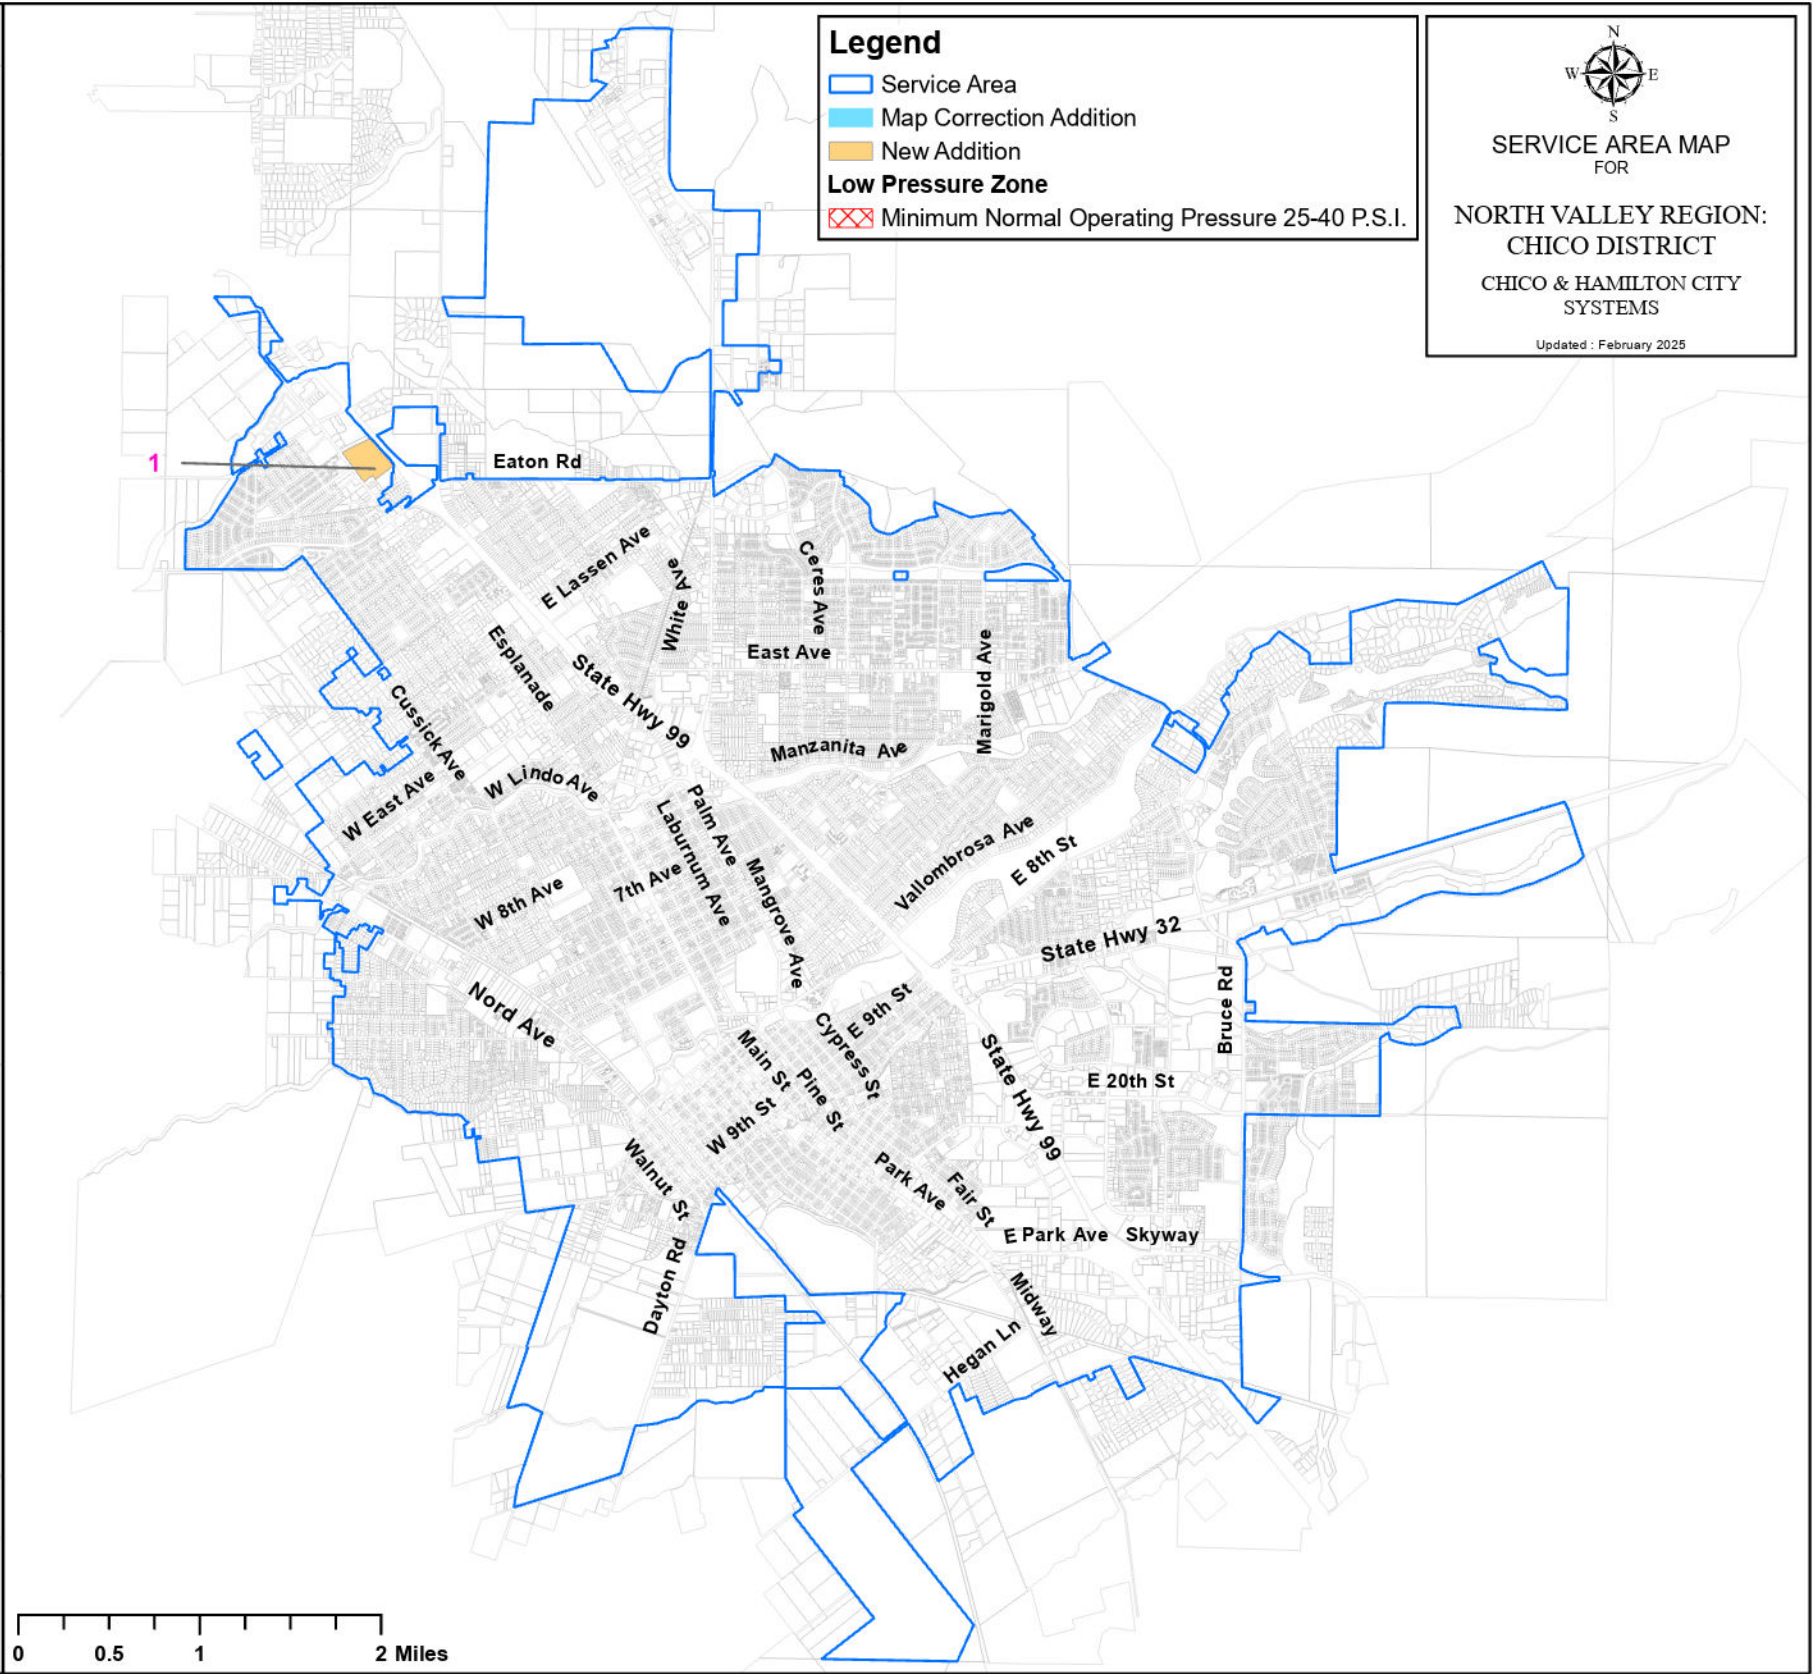 Legend
Service Area
Map Correction Addition
New Addition
Low Pressure Zone
Minimum Normal Operating Pressure 25-40 P.S.I.
N
W E
S
SERVICE AREA MAP
FOR
NORTH VALLEY REGION:
CHICO DISTRICT
CHICO & HAMILTON CITY
SYSTEMS
Updated : February 2025
1
Eaton Rd
E Lassen Ave
White Ave
Ceres Ave
East Ave
Marigold Ave
Esplanade
State Hwy 99
Cussick Ave
Manzanita Ave
W East Ave
W Lindo Ave
Palm Ave
Laburnum Ave
Mangrove Ave
Vallombrosa Ave
E 8th St
W 8th Ave
7th Ave
State Hwy 32
Nord Ave
E 9th St
Bruce Rd
Main St
Cypress St
Pine St
State Hwy 99
E 20th St
W 9th St
Walnut St
Park Ave
Fair St
E Park Ave
Skyway
Dayton Rd
Midway
Hegan Ln
0 0.5 1 2 Miles